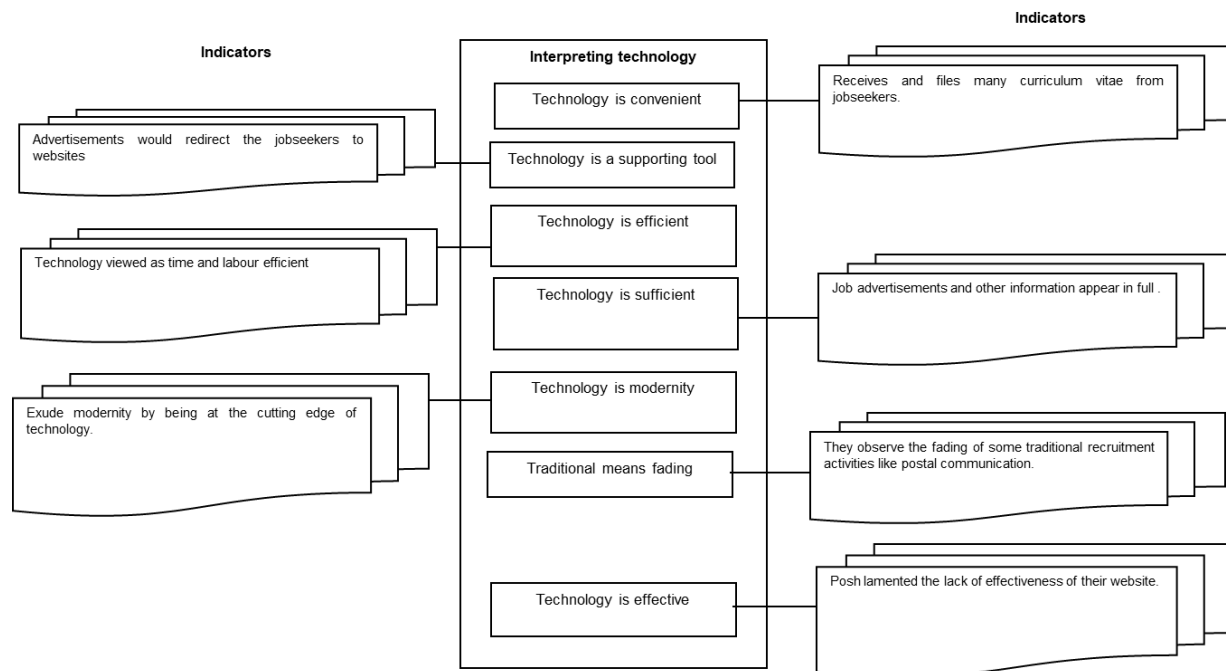 Indicators
Advertisements would redirect the jobseekers to
websites
Technology viewed as time and labour efficient
Exude modernity by being at the cutting edge of
technology.
Interpreting technology
Technology is convenient
Technology is a supporting tool
Technology is efficient
Technology is sufficient
Technology is modernity
Traditional means fading
Technology is effective
Indicators
Receives and files many curriculum vitae from
jobseekers.
Job advertisements and other information appear in full .
They observe the fading of some traditional recruitment
activities like postal communication.
Posh lamented the lack of effectiveness of their website.